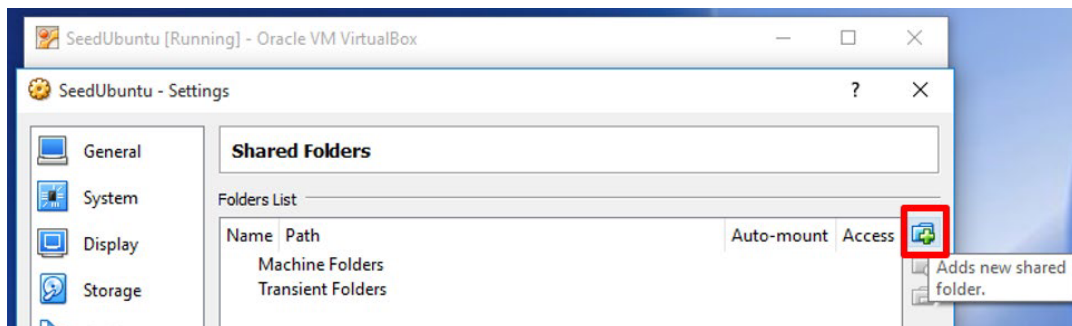 SeedUbuntu [Running] - Oracle VM VirtualBox
SeedUbuntu - Settings
?
General
System
Display
Storage
Shared Folders
Folders List
Name Path Auto-mount Access
Machine Folders
Transient Folders
Adds new shared
folder.